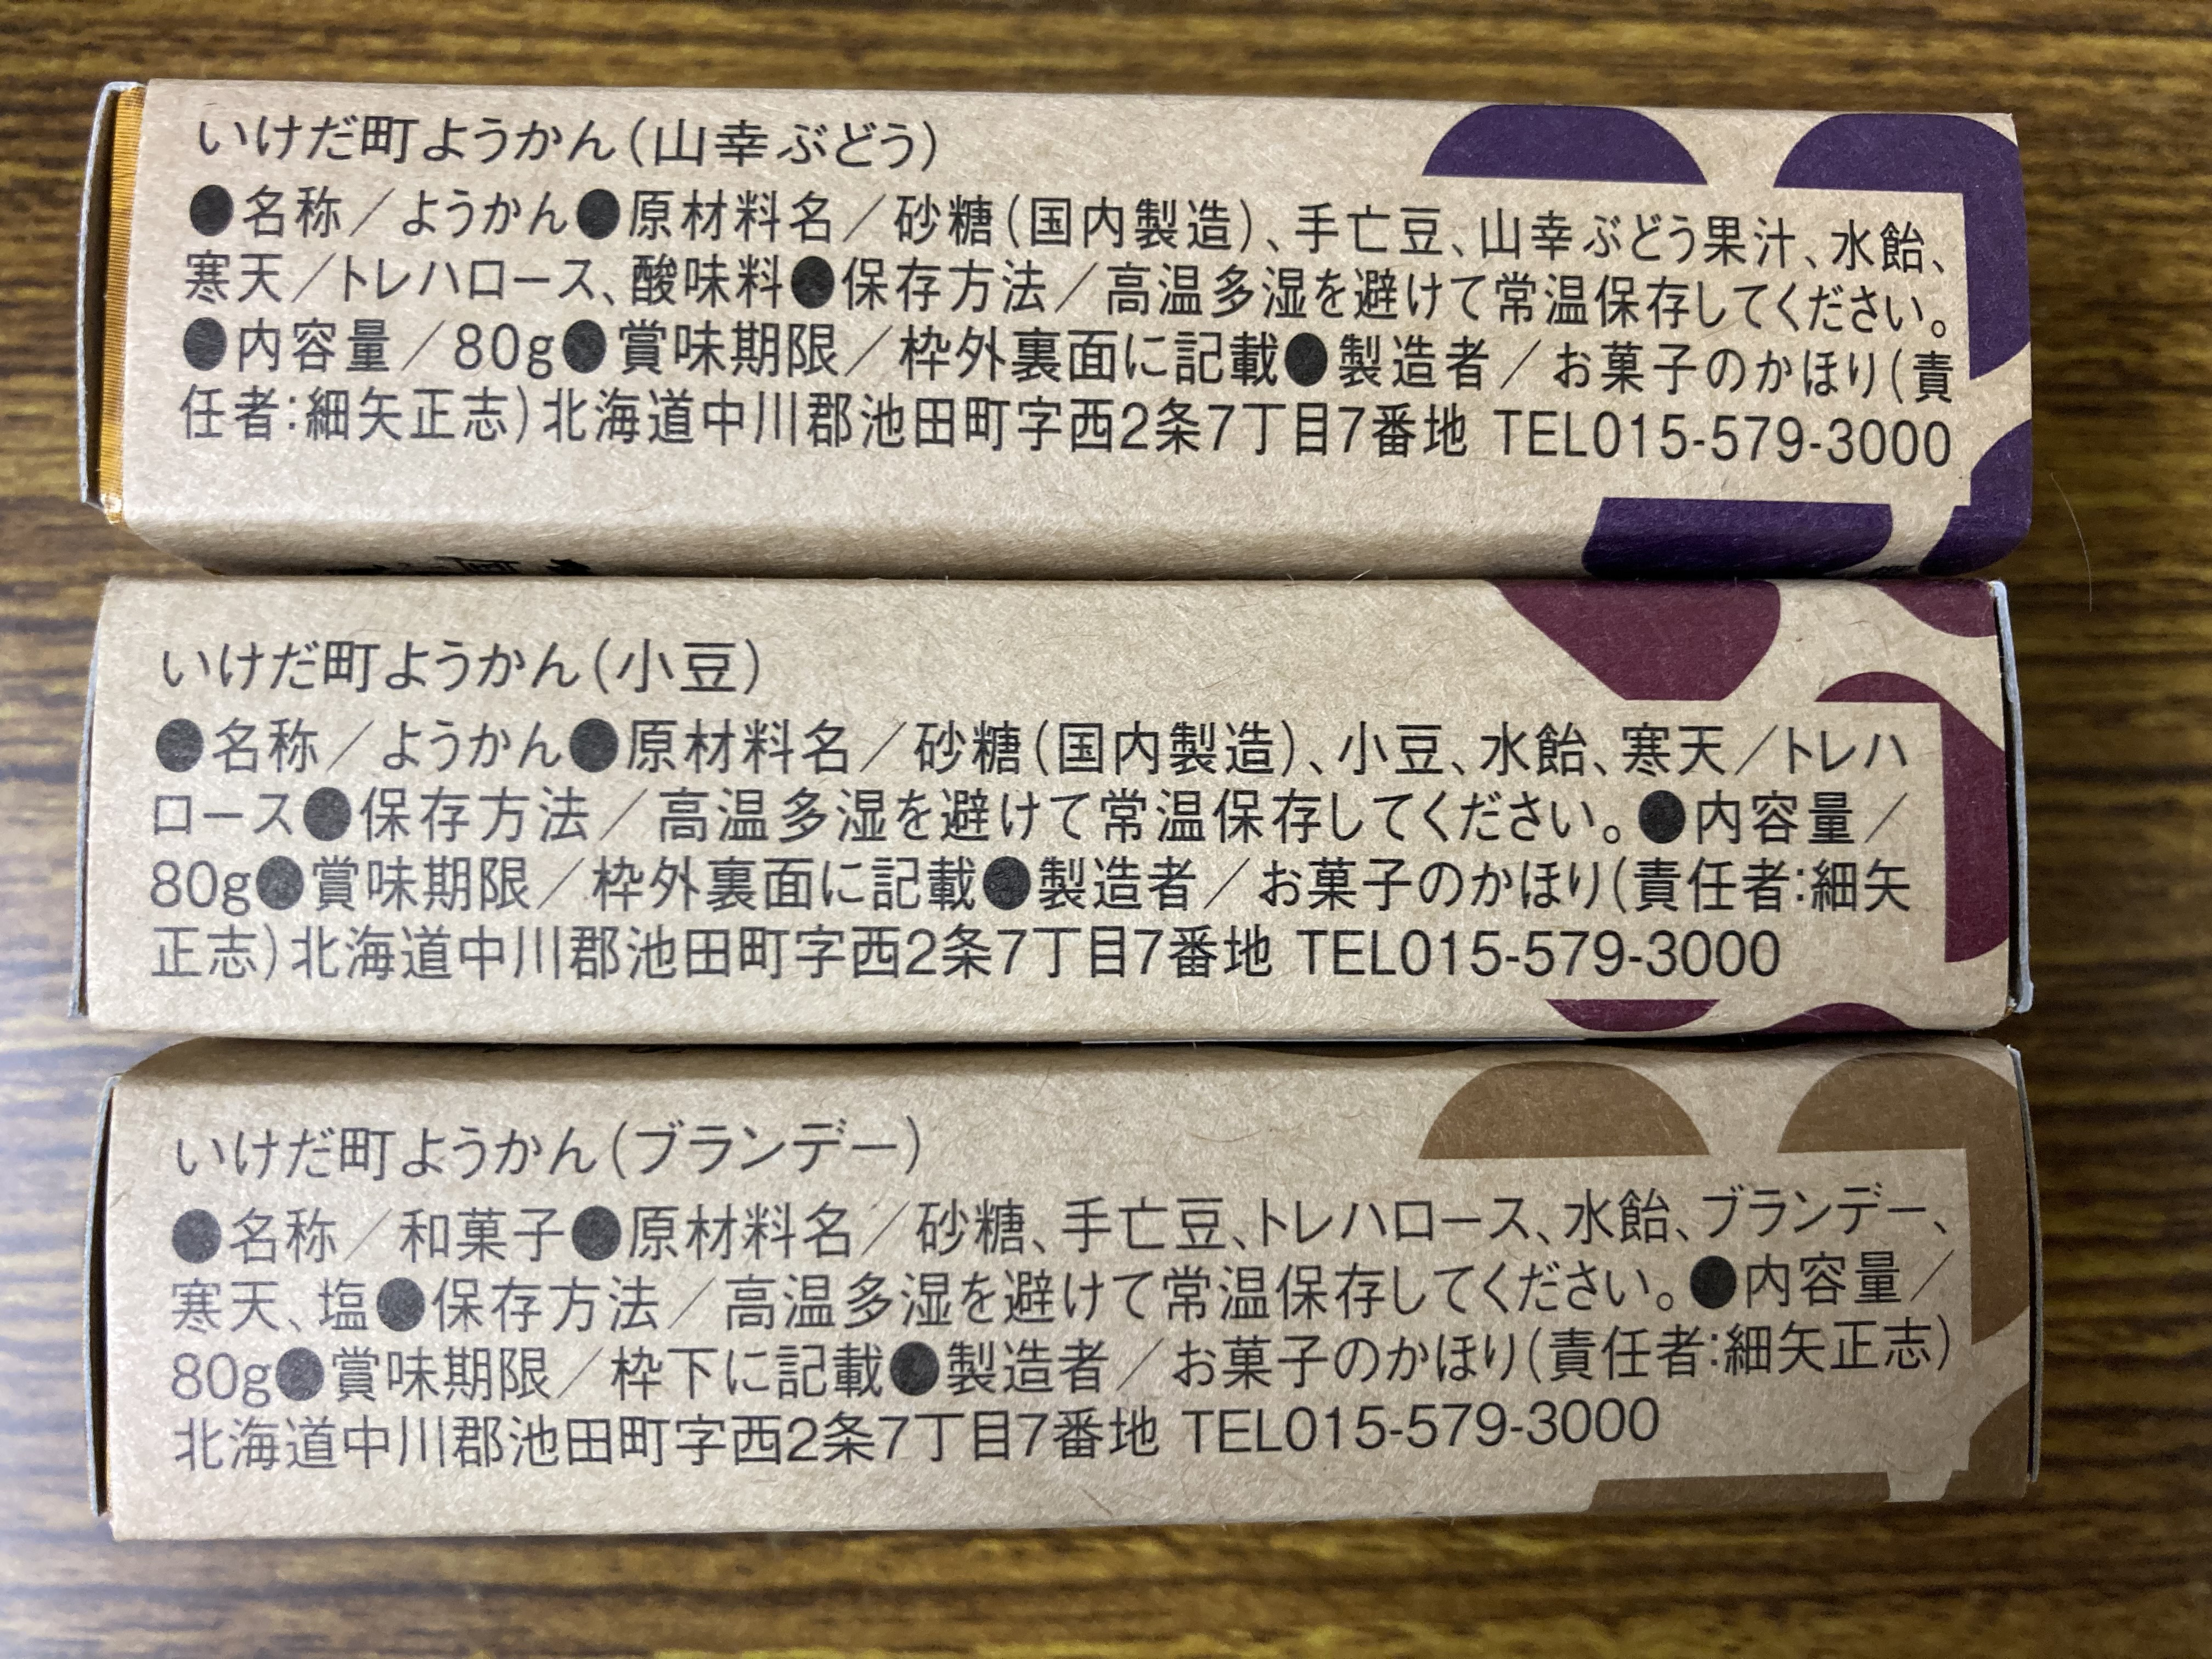 いけだ町ようかん（山幸ぶどう）
●名称／ようかん●原材料名／砂糖（国内製造）、手亡豆、山幸ぶどう果汁、水飴、
寒天／トレハロース、酸味料●保存方法／高温多湿を避けて常温保存してください。
●内容量／80g●賞味期限／枠外裏面に記載●製造者／お菓子のかほり（責
任者：細矢正志）北海道中川郡池田町字西2条7丁目7番地 TEL015-579-3000
いけだ町ようかん（小豆）
●名称／ようかん●原材料名／砂糖（国内製造）、小豆、水飴、寒天／トレハ
ロース●保存方法／高温多湿を避けて常温保存してください。●内容量／
80g●賞味期限／枠外裏面に記載●製造者／お菓子のかほり（責任者：細矢
正志）北海道中川郡池田町字西2条7丁目7番地 TEL015-579-3000
いけだ町ようかん（ブランデー）
●名称／和菓子●原材料名／砂糖、手亡豆、トレハロース、水飴、ブランデー、
寒天、塩●保存方法／高温多湿を避けて常温保存してください。●内容量／
80g●賞味期限／枠下に記載●製造者／お菓子のかほり（責任者：細矢正志）
北海道中川郡池田町字西2条7丁目7番地 TEL015-579-3000